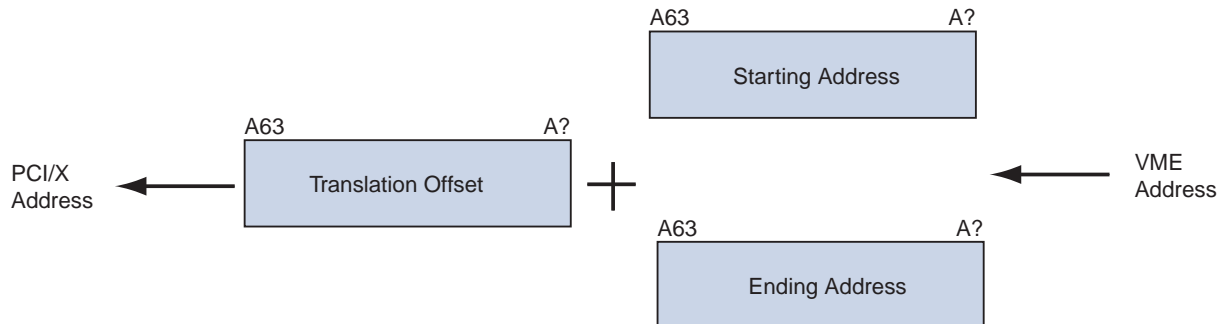 A63 A?
Starting Address
A63 A?
Translation Offset
PCI/X
Address
VME
Address
A63 A?
Ending Address